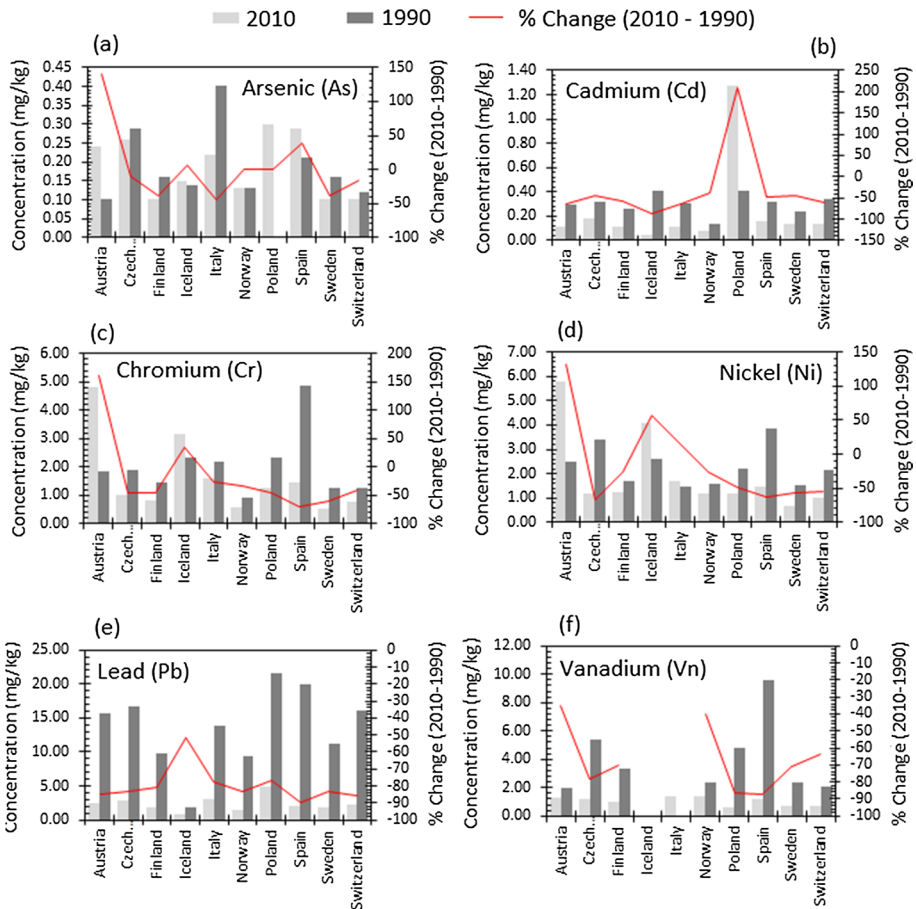 2010 1990 % Change (2010 - 1990)
(a)
Arsenic (As)
Concentration (mg/kg)
0.45
0.40
0.35
0.30
0.25
0.20
0.15
0.10
0.05
0.00
150
100
50
0
-50
-100
% Change (2010-1990)
Austria
Czech...
Finland
Iceland
Italy
Norway
Poland
Spain
Sweden
Switzerland
(b)
Cadmium (Cd)
Concentration (mg/kg)
1.40
1.20
1.00
0.80
0.60
0.40
0.20
0.00
250
200
150
100
50
0
-50
-100
-150
% Change (2010-1990)
Austria
Czech...
Finland
Iceland
Italy
Norway
Poland
Spain
Sweden
Switzerland
(c)
Chromium (Cr)
Concentration (mg/kg)
6.00
5.00
4.00
3.00
2.00
1.00
0.00
200
150
100
50
0
-50
-100
% Change (2010-1990)
Austria
Czech...
Finland
Iceland
Italy
Norway
Poland
Spain
Sweden
Switzerland
(d)
Nickel (Ni)
Concentration (mg/kg)
7.00
6.00
5.00
4.00
3.00
2.00
1.00
0.00
150
100
50
0
-50
-100
% Change (2010-1990)
Austria
Czech...
Finland
Iceland
Italy
Norway
Poland
Spain
Sweden
Switzerland
(e)
Lead (Pb)
Concentration (mg/kg)
25.00
20.00
15.00
10.00
5.00
0.00
0
-10
-20
-30
-40
-50
-60
-70
-80
-90
-100
% Change (2010-1990)
Austria
Czech...
Finland
Iceland
Italy
Norway
Poland
Spain
Sweden
Switzerland
(f)
Vanadium (Vn)
Concentration (mg/kg)
12.00
10.00
8.00
6.00
4.00
2.00
0.00
0
-10
-20
-30
-40
-50
-60
-70
-80
-90
-100
% Change (2010-1990)
Austria
Czech...
Finland
Iceland
Italy
Norway
Poland
Spain
Sweden
Switzerland